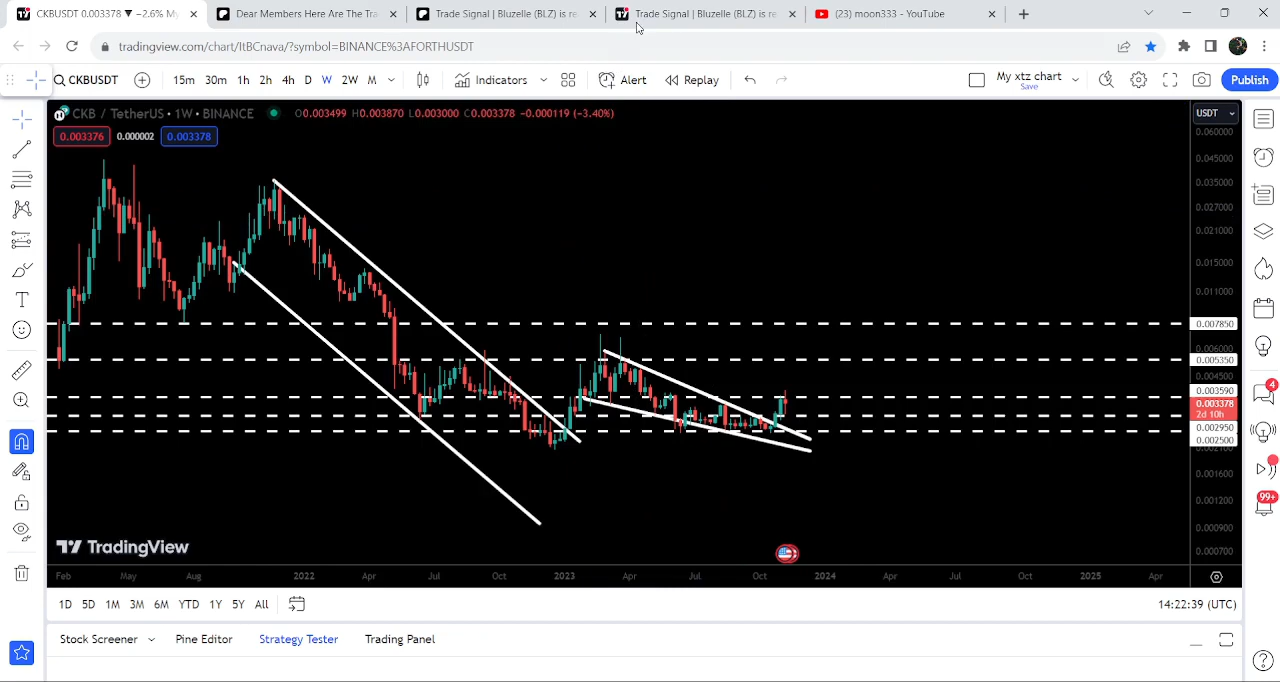 CKBUSDT 0.003378 ▼ −2.6% My
Dear Members Here Are The Tra
Trade Signal | Bluzelle (BLZ) is re
Trade Signal | Bluzelle (BLZ) is re
(23) moon333 - YouTube
tradingview.com/chart/ItBCnava/?symbol=BINANCE%3AFORTHUSDT
CKBUSDT
15m 30m 1h 2h 4h D W 2W M
Indicators
Alert
Replay
My xtz chart
Save
Publish
CKB / TetherUS • 1W • BINANCE O0.003499 H0.003870 L0.003000 C0.003378 −0.000119 (−3.40%)
USDT
0.003376 0.000002 0.003378
0.060000
0.045000
0.035000
0.027000
0.021000
0.015000
0.011000
0.007850
0.006000
0.005350
0.004500
0.003590
0.003378
2d 10h
0.002950
0.002500
0.002100
0.001600
0.001200
0.000900
0.000700
4
99+
TradingView
Feb May Aug 2022 Apr Jul Oct 2023 Apr Jul Oct 2024 Apr Jul Oct 2025 Apr
1D 5D 1M 3M 6M YTD 1Y 5Y All
14:22:39 (UTC)
Stock Screener Pine Editor Strategy Tester Trading Panel